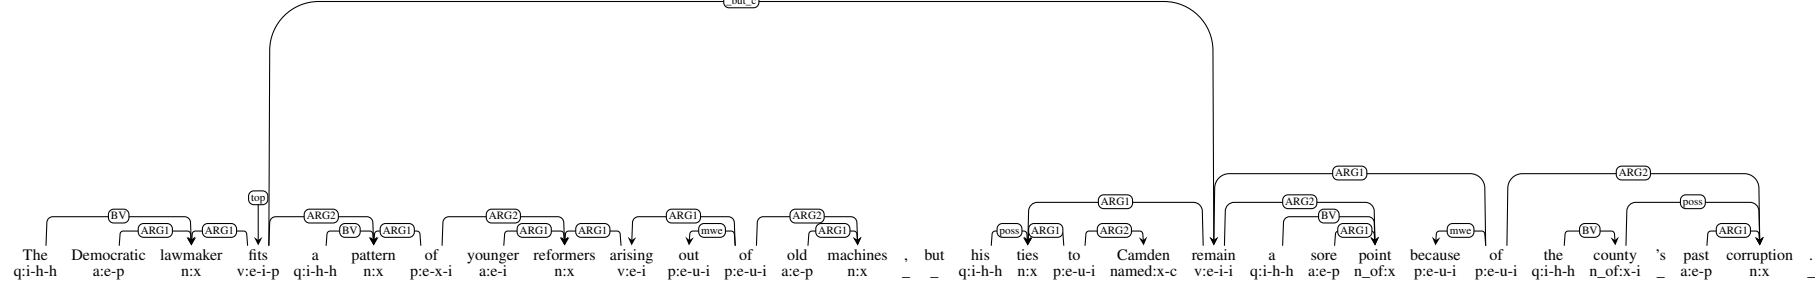 _but_c
ARG1 ARG2
top ARG1 ARG2 poss
BV ARG2 ARG2 ARG1 ARG2 BV
ARG1 ARG1 BV ARG1 ARG1 ARG1 mwe ARG1 poss ARG1 ARG2 ARG1 mwe BV ARG1
The Democratic lawmaker fits a pattern of younger reformers arising out of old machines , but his ties to Camden remain a sore point because of the county 's past corruption .
q:i-h-h a:e-p n:x v:e-i-p q:i-h-h n:x p:e-x-i a:e-i n:x v:e-i p:e-u-i p:e-u-i a:e-p n:x _ _ q:i-h-h n:x p:e-u-i named:x-c v:e-i-i q:i-h-h a:e-p n_of:x p:e-u-i p:e-u-i q:i-h-h n_of:x-i _ a:e-p n:x _